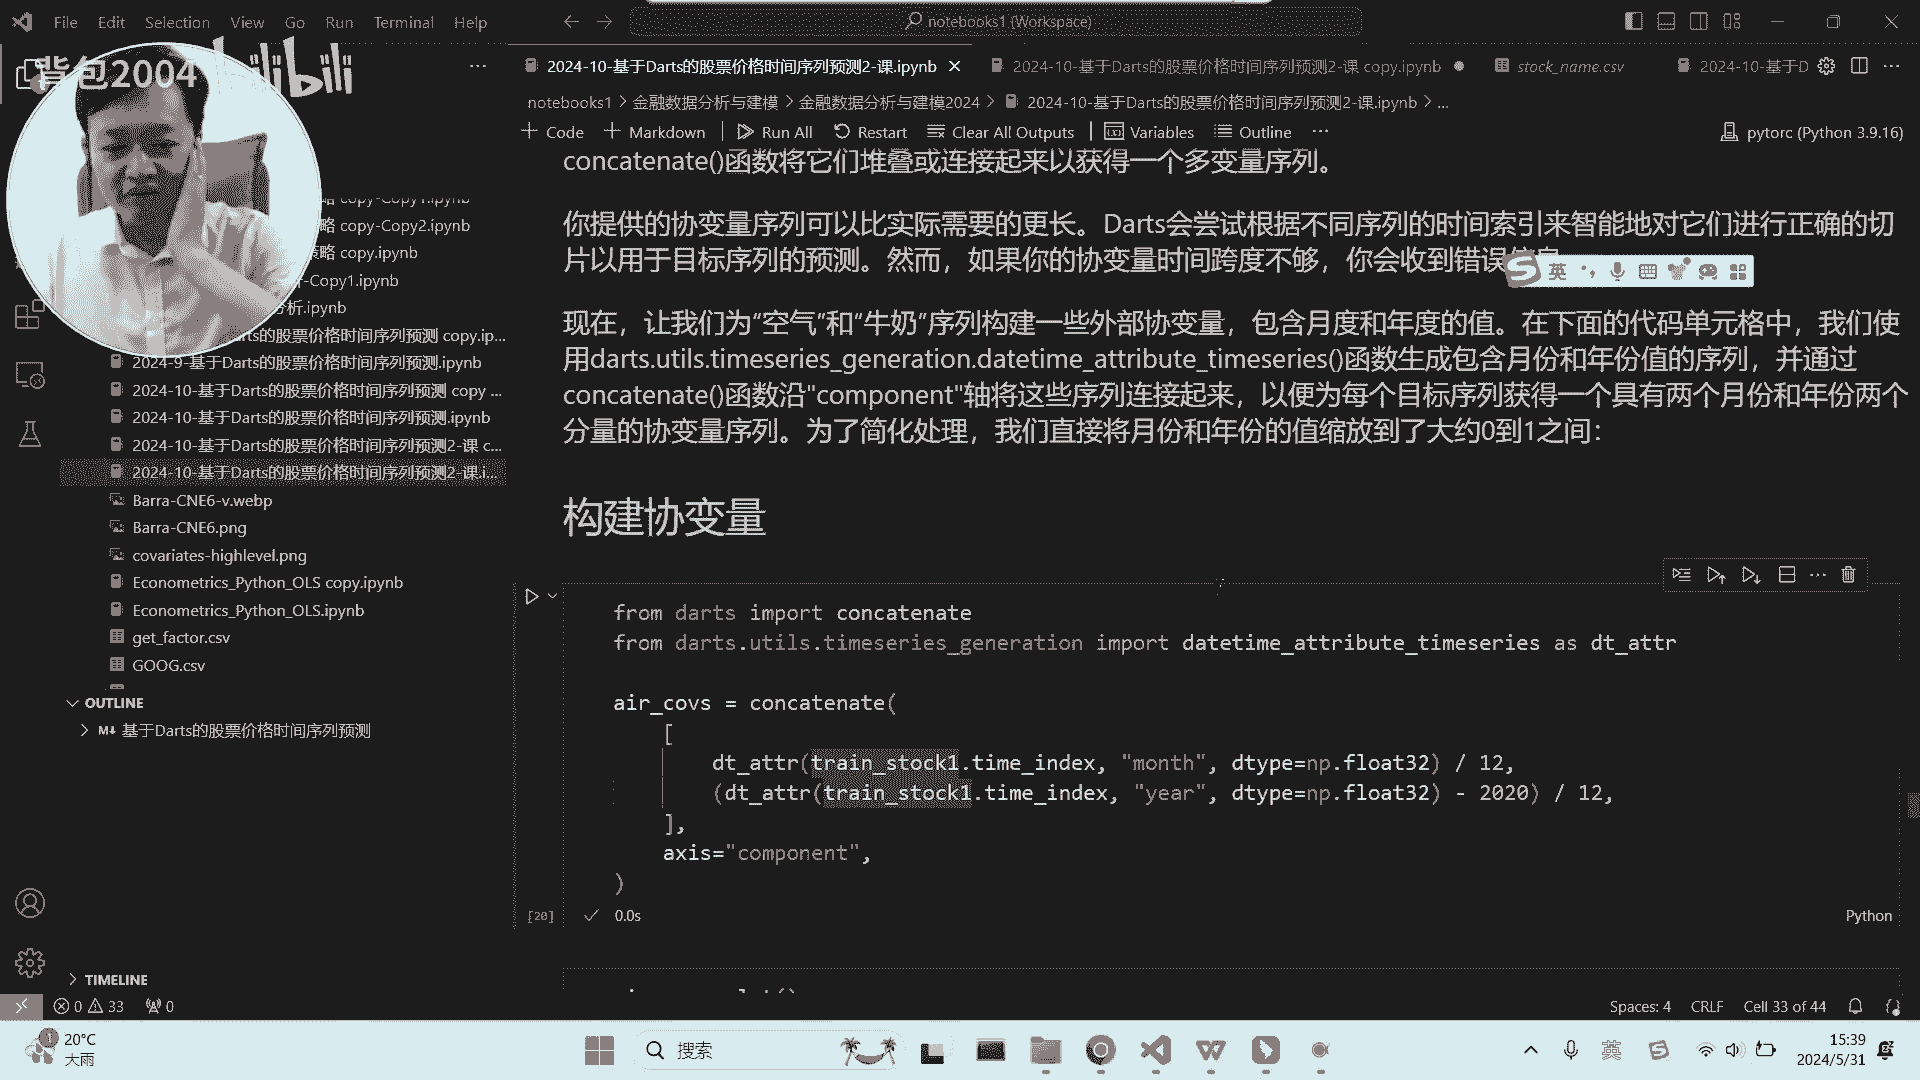 File Edit Selection View Go Run Terminal Help
notebooks1 (Workspace)
背包2004 bilibili
2024-10-基于Darts的股票价格时间序列预测2-课.ipynb
2024-10-基于Darts的股票价格时间序列预测2-课 copy.ipynb
stock_name.csv
2024-10-基于D
notebooks1 > 金融数据分析与建模 > 金融数据分析与建模2024 > 2024-10-基于Darts的股票价格时间序列预测2-课.ipynb > ...
+ Code + Markdown | Run All Restart Clear All Outputs | Variables Outline ...
pytorc (Python 3.9.16)
略 copy-Copy1.ipynb
略 copy-Copy2.ipynb
策略 copy.ipynb
-Copy1.ipynb
分析.ipynb
的股票价格时间序列预测 copy.ip...
2024-9-基于Darts的股票价格时间序列预测.ipynb
2024-10-基于Darts的股票价格时间序列预测 copy ...
2024-10-基于Darts的股票价格时间序列预测.ipynb
2024-10-基于Darts的股票价格时间序列预测2-课 c...
2024-10-基于Darts的股票价格时间序列预测2-课.i...
Barra-CNE6-v.webp
Barra-CNE6.png
covariates-highlevel.png
Econometrics_Python_OLS copy.ipynb
Econometrics_Python_OLS.ipynb
get_factor.csv
GOOG.csv
OUTLINE
M↓ 基于Darts的股票价格时间序列预测
TIMELINE
concatenate()函数将它们堆叠或连接起来以获得一个多变量序列。
你提供的协变量序列可以比实际需要的更长。Darts会尝试根据不同序列的时间索引来智能地对它们进行正确的切
片以用于目标序列的预测。然而，如果你的协变量时间跨度不够，你会收到错误
英
现在，让我们为“空气”和“牛奶”序列构建一些外部协变量，包含月度和年度的值。在下面的代码单元格中，我们使
用darts.utils.timeseries_generation.datetime_attribute_timeseries()函数生成包含月份和年份值的序列，并通过
concatenate()函数沿"component"轴将这些序列连接起来，以便为每个目标序列获得一个具有两个月份和年份两个
分量的协变量序列。为了简化处理，我们直接将月份和年份的值缩放到了大约0到1之间：
构建协变量
from darts import concatenate
from darts.utils.timeseries_generation import datetime_attribute_timeseries as dt_attr
air_covs = concatenate(
[
dt_attr(train_stock1.time_index, "month", dtype=np.float32) / 12,
(dt_attr(train_stock1.time_index, "year", dtype=np.float32) - 2020) / 12,
],
axis="component",
)
[20] ✓ 0.0s
Python
0 33 0
Spaces: 4 CRLF Cell 33 of 44
20°C
大雨
搜索
英
15:39
2024/5/31